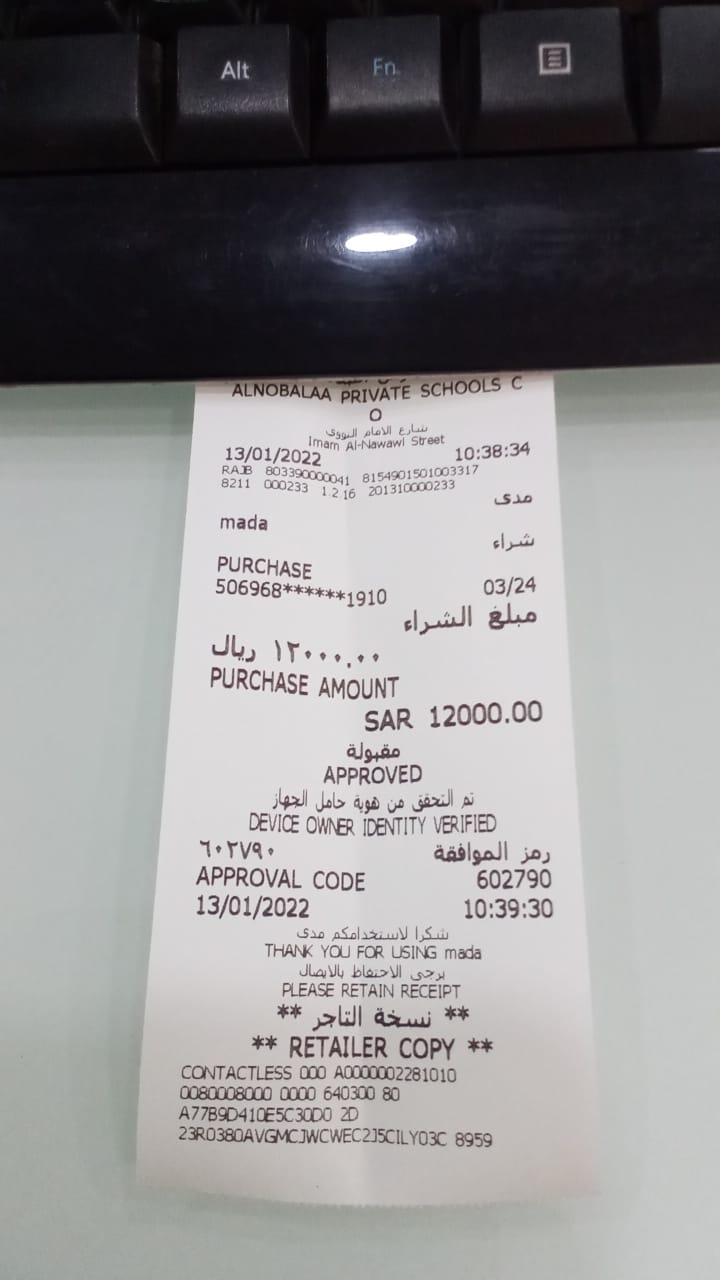 Alt
Fn
ALNOBALAA PRIVATE SCHOOLS C
O
شارع الامام النووي
Imam Al-Nawawi Street
13/01/2022 10:38:34
RAJB 803390000041 8154901501003317
8211 000233 1.2.16 201310000233
مدى
mada
شراء
PURCHASE
506968******1910 03/24
مبلغ الشراء
١٢٠٠٠.٠٠ ريال
PURCHASE AMOUNT
SAR 12000.00
مقبولة
APPROVED
تم التحقق من هوية حامل الجهاز
DEVICE OWNER IDENTITY VERIFIED
رمز الموافقة ٦٠٢٧٩٠
APPROVAL CODE 602790
13/01/2022 10:39:30
شكرا لاستخدامكم مدى
THANK YOU FOR USING mada
يرجى الاحتفاظ بالايصال
PLEASE RETAIN RECEIPT
** نسخة التاجر **
** RETAILER COPY **
CONTACTLESS 000 A0000002281010
0080008000 0000 640300 80
A77B9D410E5C30D0 2D
23R0380AVGMCJWCWEC2J5CILY03C 8959